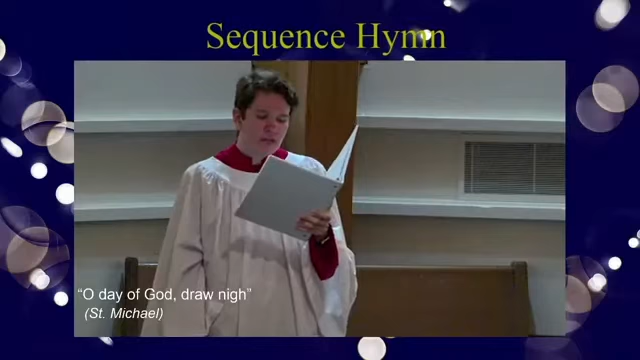 Sequence Hymn
“O day of God, draw nigh”
(St. Michael)